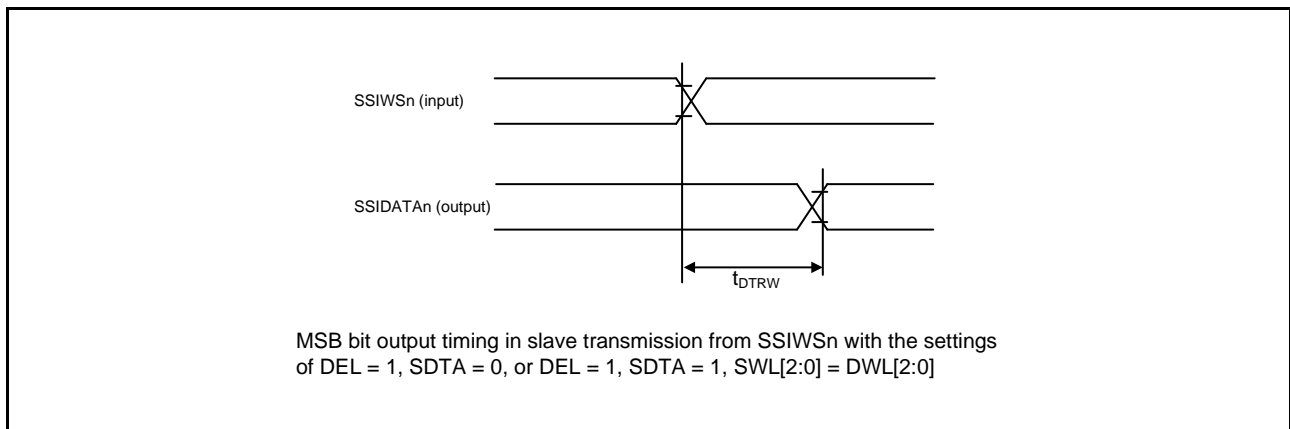 SSIWSn (input)
SSIDATAn (output)
tDTRW
MSB bit output timing in slave transmission from SSIWSn with the settings
of DEL = 1, SDTA = 0, or DEL = 1, SDTA = 1, SWL[2:0] = DWL[2:0]